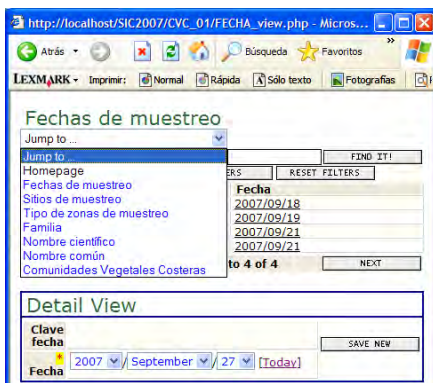 http://localhost/SIC2007/CVC_01/FECHA_view.php - Micros...
Atrás Búsqueda Favoritos »
LEXMARK Imprimir: Normal Rápida Sólo texto Fotografías
Fechas de muestreo
Jump to ...
Jump to ... FIND IT!
Homepage ERS RESET FILTERS
Fechas de muestreo Fecha
Sitios de muestreo 2007/09/18
Tipo de zonas de muestreo 2007/09/19
Familia 2007/09/21
Nombre científico 2007/09/21
Nombre común
Comunidades Vegetales Costeras to 4 of 4 NEXT
Detail View
Clave
fecha SAVE NEW
* Fecha 2007 / September / 27 [Today]